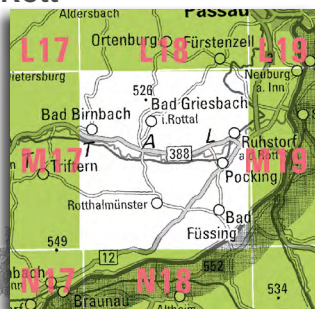 Aldersbach
Passau
L17
Ortenburg
L18
Fürstenzell
L19
Neuburg
a. Inn
526
Bad Griesbach
i.Rottal
Bad Birnbach
T
A
L
388
Ruhstorf
a.d. Rott
M17
Triftern
M19
Pocking
Rotthalmünster
Bad
Füssing
549
12
552
N17
N18
534
Braunau